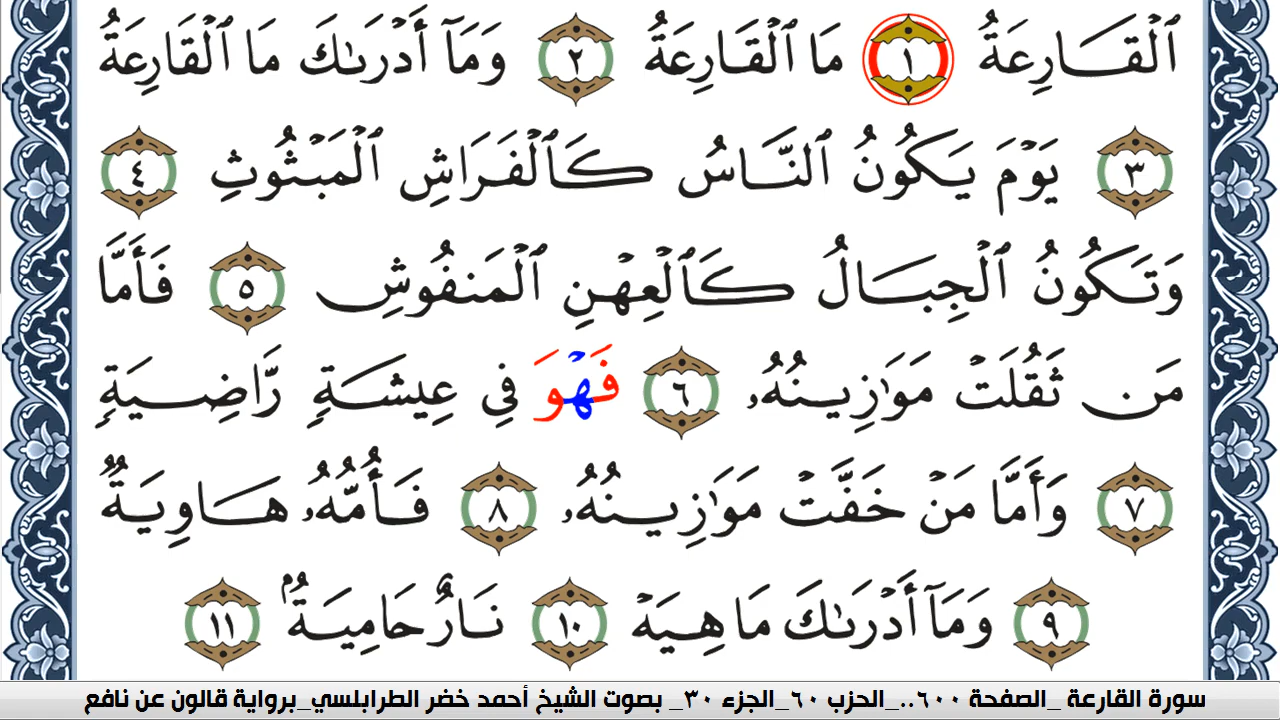 ٱلْقَارِعَةُ ١ مَا ٱلْقَارِعَةُ ٢ وَمَآ أَدْرَىٰكَ مَا ٱلْقَارِعَةُ
٣ يَوْمَ يَكُونُ ٱلنَّاسُ كَٱلْفَرَاشِ ٱلْمَبْثُوثِ ٤
وَتَكُونُ ٱلْجِبَالُ كَٱلْعِهْنِ ٱلْمَنفُوشِ ٥ فَأَمَّا
مَن ثَقُلَتْ مَوَٰزِينُهُۥ ٦ فَهْوَ فِي عِيشَةٍ رَّاضِيَةٍ
٧ وَأَمَّا مَنْ خَفَّتْ مَوَٰزِينُهُۥ ٨ فَأُمُّهُۥ هَاوِيَةٌ
٩ وَمَآ أَدْرَىٰكَ مَا هِيَهْ ١٠ نَارٌ حَامِيَةُۢ ١١
سورة القارعة _الصفحة ٦٠٠.._الحزب ٦٠_الجزء ٣٠_ بصوت الشيخ أحمد خضر الطرابلسي_برواية قالون عن نافع